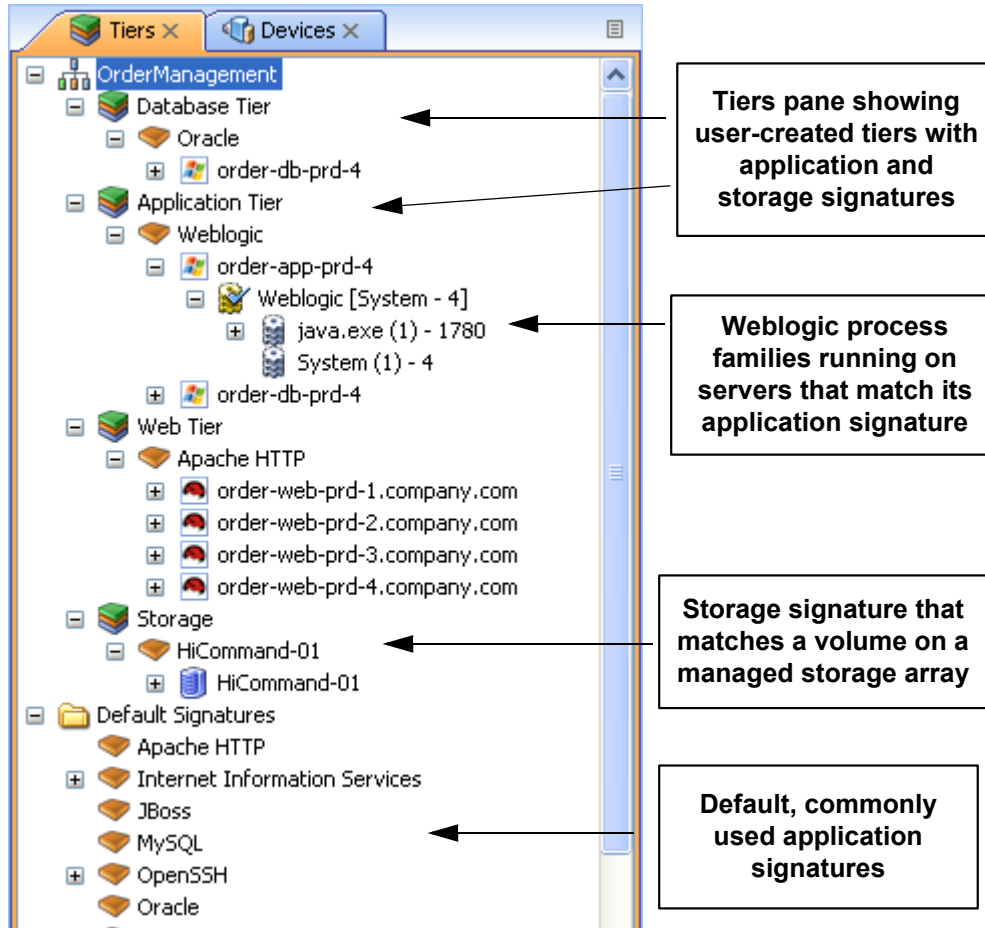 Tiers
Devices
OrderManagement
Database Tier
Oracle
order-db-prd-4
Application Tier
Weblogic
order-app-prd-4
Weblogic [System - 4]
java.exe (1) - 1780
System (1) - 4
order-db-prd-4
Web Tier
Apache HTTP
order-web-prd-1.company.com
order-web-prd-2.company.com
order-web-prd-3.company.com
order-web-prd-4.company.com
Storage
HiCommand-01
HiCommand-01
Default Signatures
Apache HTTP
Internet Information Services
JBoss
MySQL
OpenSSH
Oracle
Tiers pane showing
user-created tiers with
application and
storage signatures
Weblogic process
families running on
servers that match its
application signature
Storage signature that
matches a volume on a
managed storage array
Default, commonly
used application
signatures